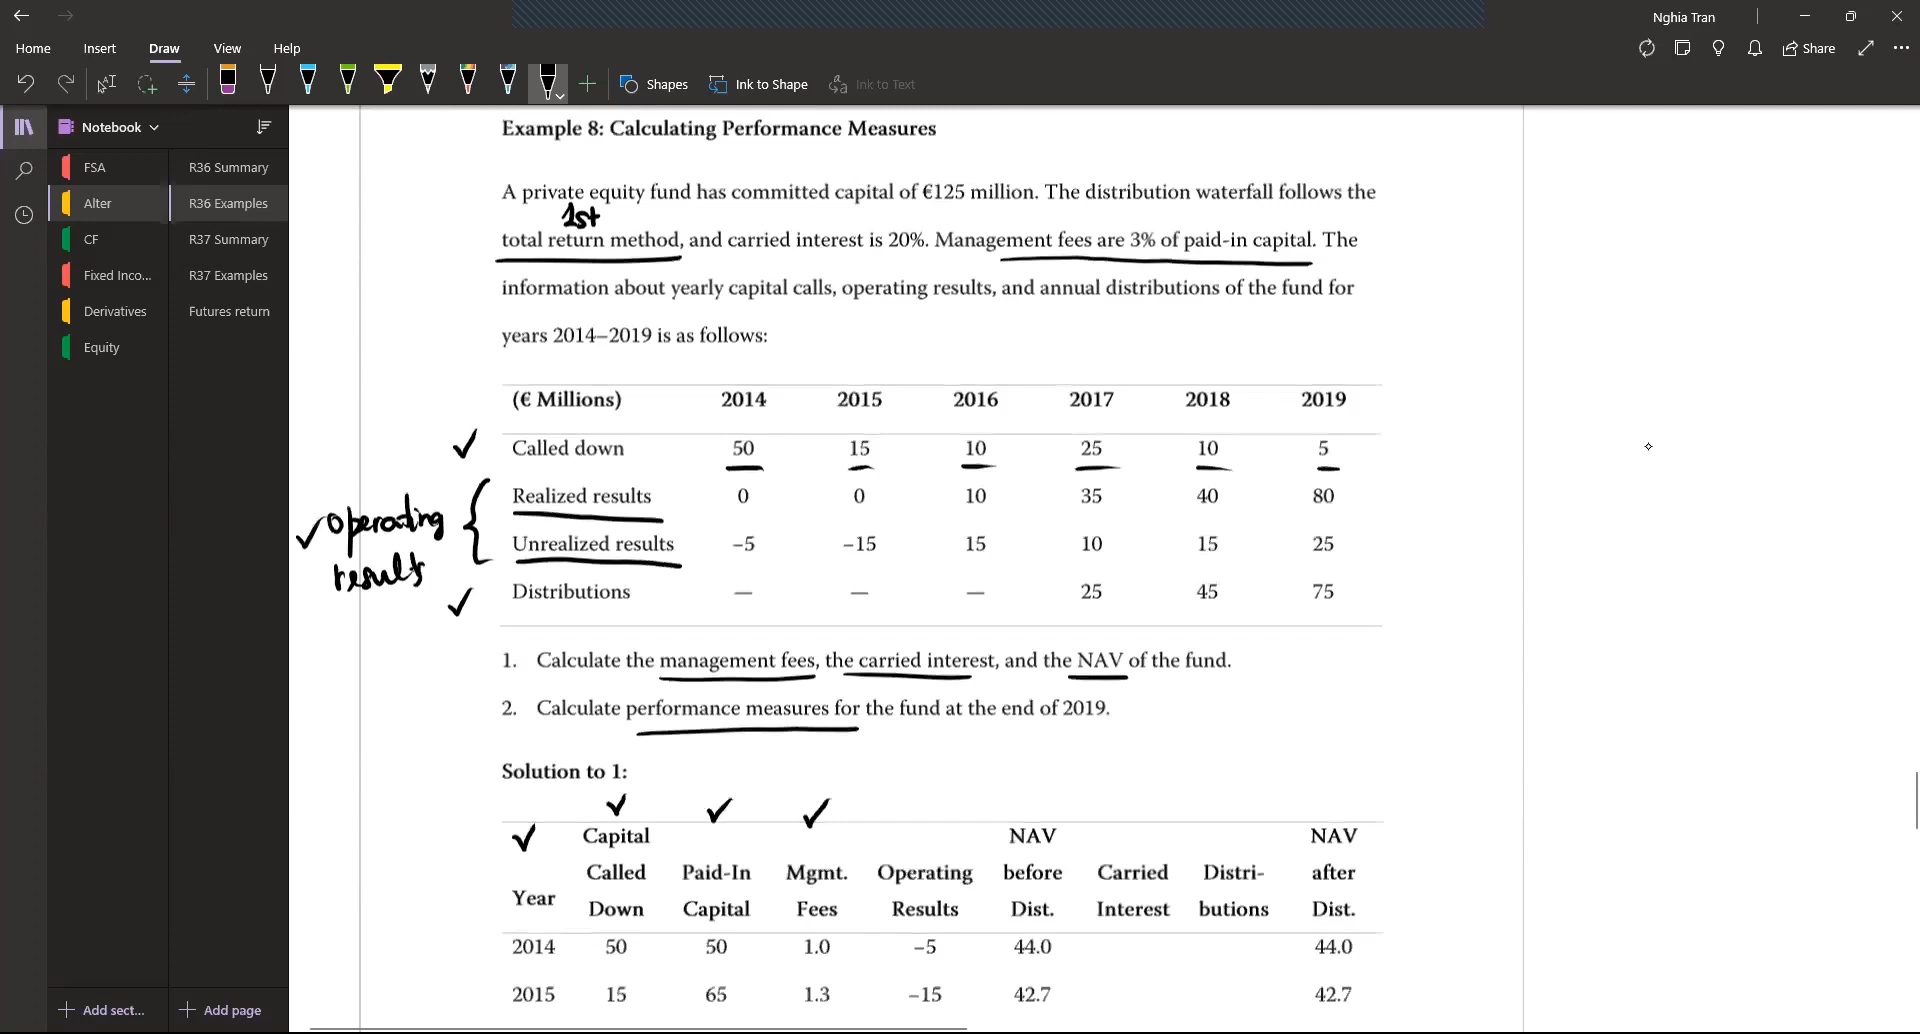 Nghia Tran
Home Insert Draw View Help
Share
Shapes Ink to Shape Ink to Text
Notebook
FSA
Alter
CF
Fixed Inco...
Derivatives
Equity
R36 Summary
R36 Examples
R37 Summary
R37 Examples
Futures return
Add sect...
Add page
Example 8: Calculating Performance Measures
A private equity fund has committed capital of €125 million. The distribution waterfall follows the
1st
total return method, and carried interest is 20%. Management fees are 3% of paid-in capital. The
information about yearly capital calls, operating results, and annual distributions of the fund for
years 2014–2019 is as follows:
(€ Millions) 2014 2015 2016 2017 2018 2019
Called down 50 15 10 25 10 5
Realized results 0 0 10 35 40 80
Unrealized results –5 –15 15 10 15 25
Distributions — — — 25 45 75
operating
results
1. Calculate the management fees, the carried interest, and the NAV of the fund.
2. Calculate performance measures for the fund at the end of 2019.
Solution to 1:
Year
Capital Called Down
Paid-In Capital
Mgmt. Fees
Operating Results
NAV before Dist.
Carried Interest
Distri-butions
NAV after Dist.
2014 50 50 1.0 –5 44.0 44.0
2015 15 65 1.3 –15 42.7 42.7